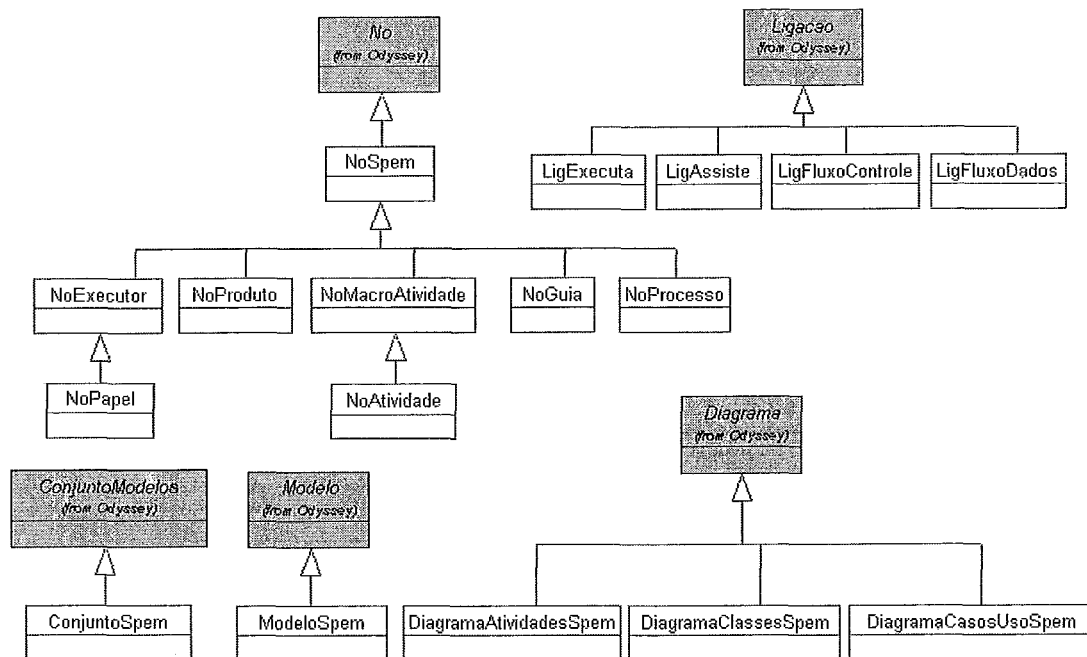 No
(from Odyssey)
Ligacao
(from Odyssey)
NoSpem
LigExecuta
LigAssiste
LigFluxoControle
LigFluxoDados
NoExecutor
NoProduto
NoMacroAtividade
NoGuia
NoProcesso
NoPapel
NoAtividade
Diagrama
(from Odyssey)
ConjuntoModelos
(from Odyssey)
Modelo
(from Odyssey)
ConjuntoSpem
ModeloSpem
DiagramaAtividadesSpem
DiagramaClassesSpem
DiagramaCasosUsoSpem